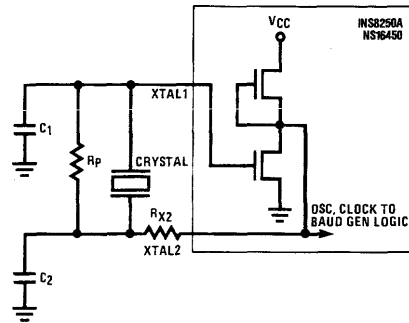 INS8250A
NS16450
VCC
XTAL1
C1
RP
CRYSTAL
RX2
XTAL2
OSC, CLOCK TO
BAUD GEN LOGIC
C2